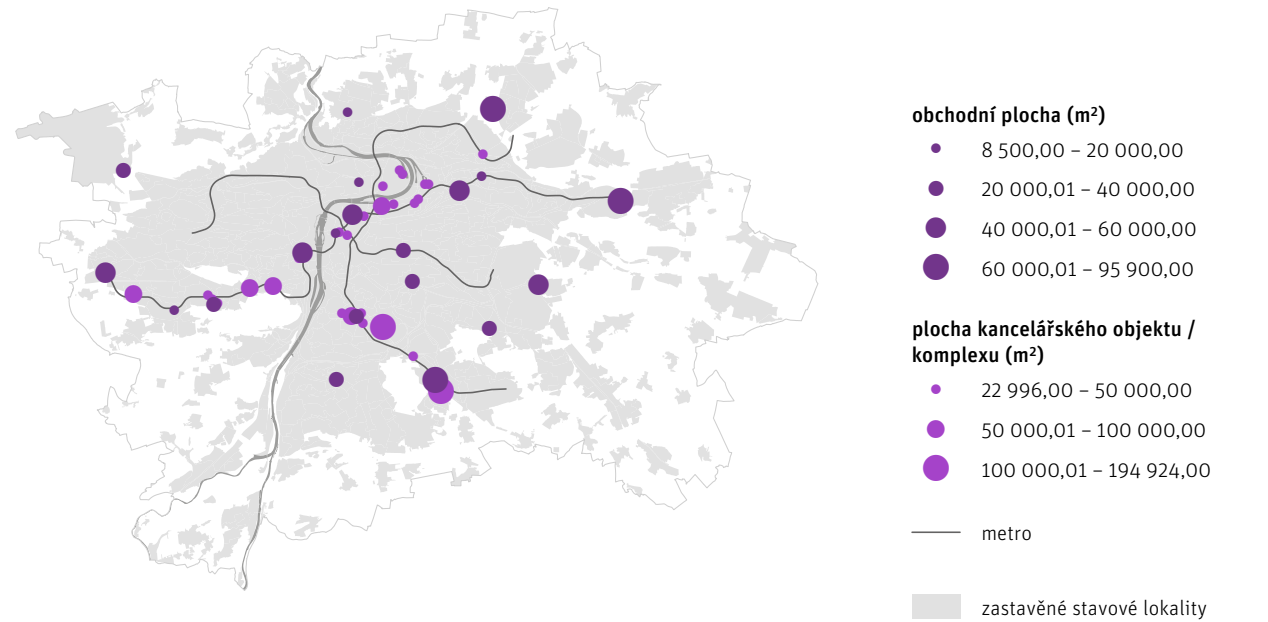 obchodní plocha (m²)
8 500,00 – 20 000,00
20 000,01 – 40 000,00
40 000,01 – 60 000,00
60 000,01 – 95 900,00
plocha kancelářského objektu /
komplexu (m²)
22 996,00 – 50 000,00
50 000,01 – 100 000,00
100 000,01 – 194 924,00
metro
zastavěné stavové lokality